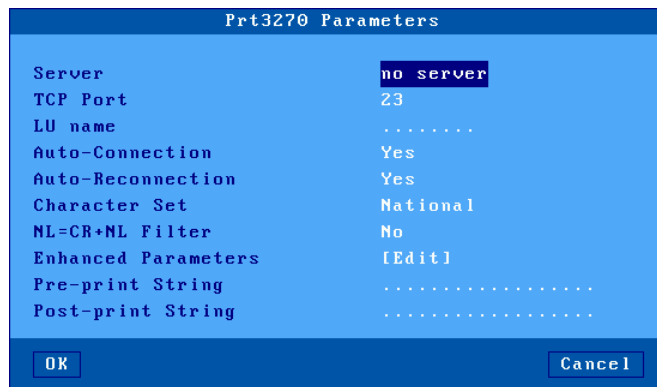 Prt3270 Parameters
Server no server
TCP Port 23
LU name ........
Auto-Connection Yes
Auto-Reconnection Yes
Character Set National
NL=CR+NL Filter No
Enhanced Parameters [Edit]
Pre-print String ..................
Post-print String ..................
OK Cancel